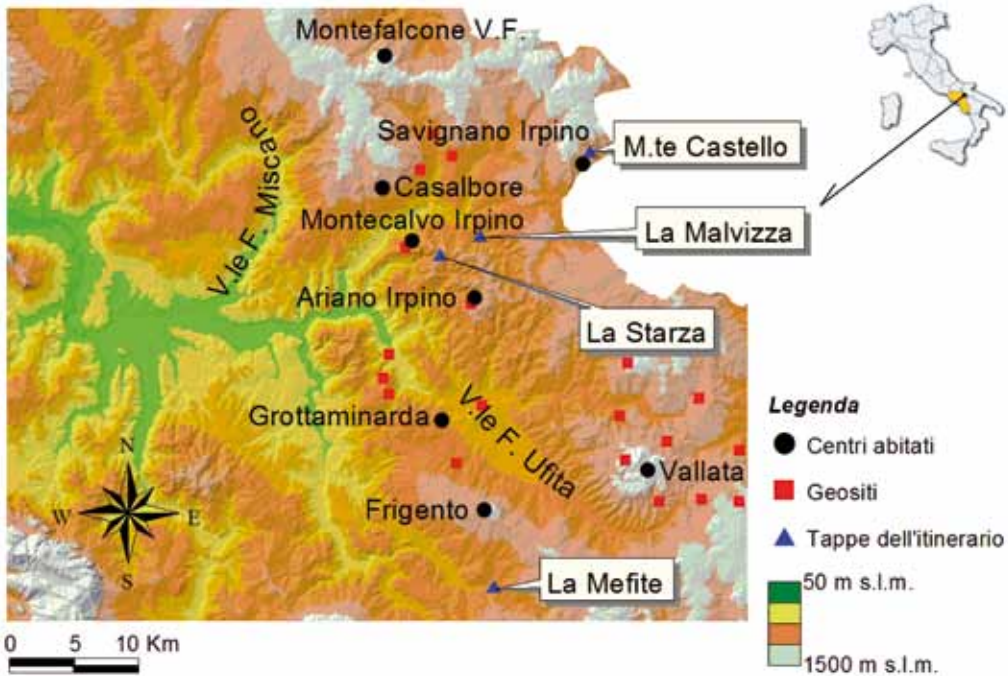 Montefalcone V.F.
Savignano Irpino
M.te Castello
V.le F. Miscano
Casalbore
Montecalvo Irpino
La Malvizza
Ariano Irpino
La Starza
Grottaminarda
V.le F. Ufita
Vallata
Frigento
La Mefite
N
W
E
S
0 5 10 Km
Legenda
Centri abitati
Geositi
Tappe dell'itinerario
50 m s.l.m.
1500 m s.l.m.